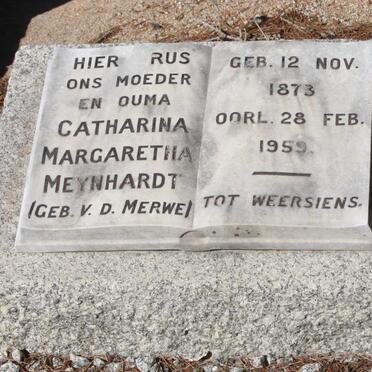 HIER RUS
ONS MOEDER
EN OUMA
CATHARINA
MARGARETHA
MEYNHARDT
(GEB. V. D. MERWE)
GEB. 12 NOV.
1873
OORL. 28 FEB.
1959.
TOT WEERSIENS.